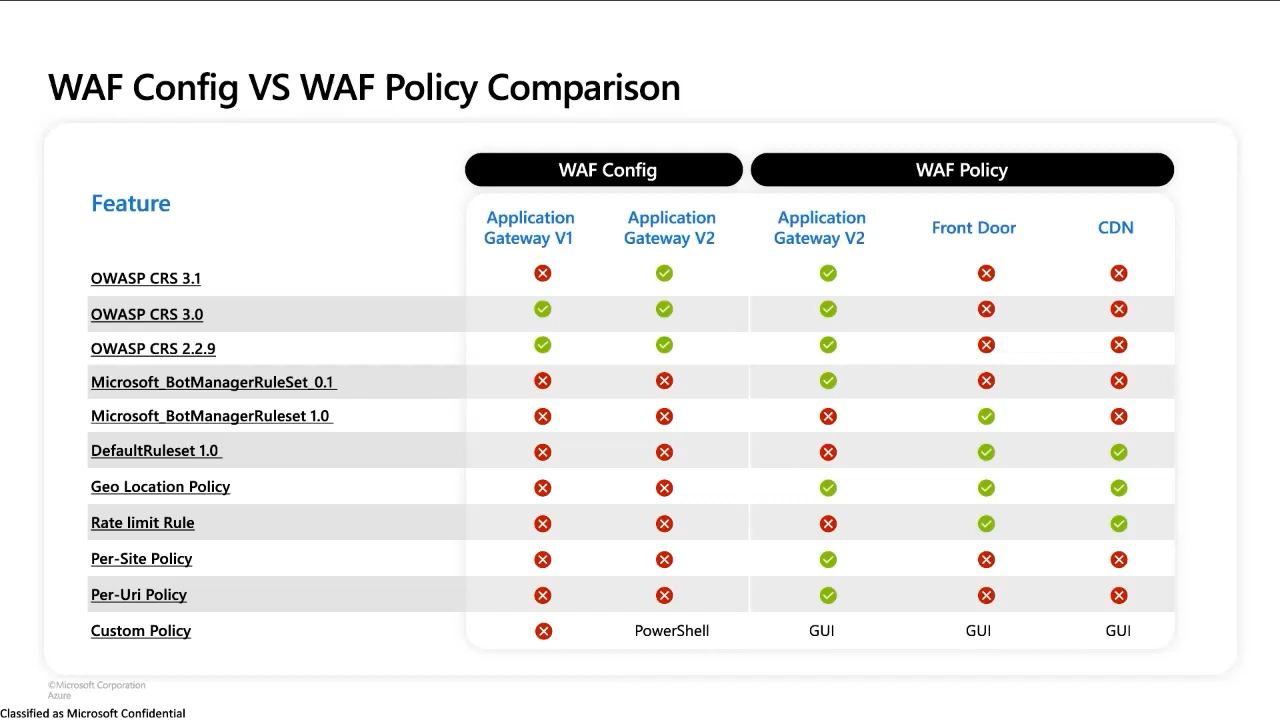 WAF Config VS WAF Policy Comparison
WAF Config
WAF Policy
Feature
Application
Gateway V1
Application
Gateway V2
Application
Gateway V2
Front Door
CDN
OWASP CRS 3.1
OWASP CRS 3.0
OWASP CRS 2.2.9
Microsoft_BotManagerRuleSet_0.1
Microsoft_BotManagerRuleset 1.0
DefaultRuleset 1.0
Geo Location Policy
Rate limit Rule
Per-Site Policy
Per-Uri Policy
Custom Policy PowerShell GUI GUI GUI
©Microsoft Corporation
Azure
Classified as Microsoft Confidential